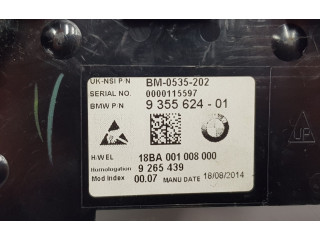 UK-NSI P/N BM-0535-202
SERIAL NO. 0000115597
BMW P/N 9 355 624 - 01
H/W EL 18BA 001 008 000
Homologation 9 265 439
Mod Index 00.07 MANU DATE 18/08/2014